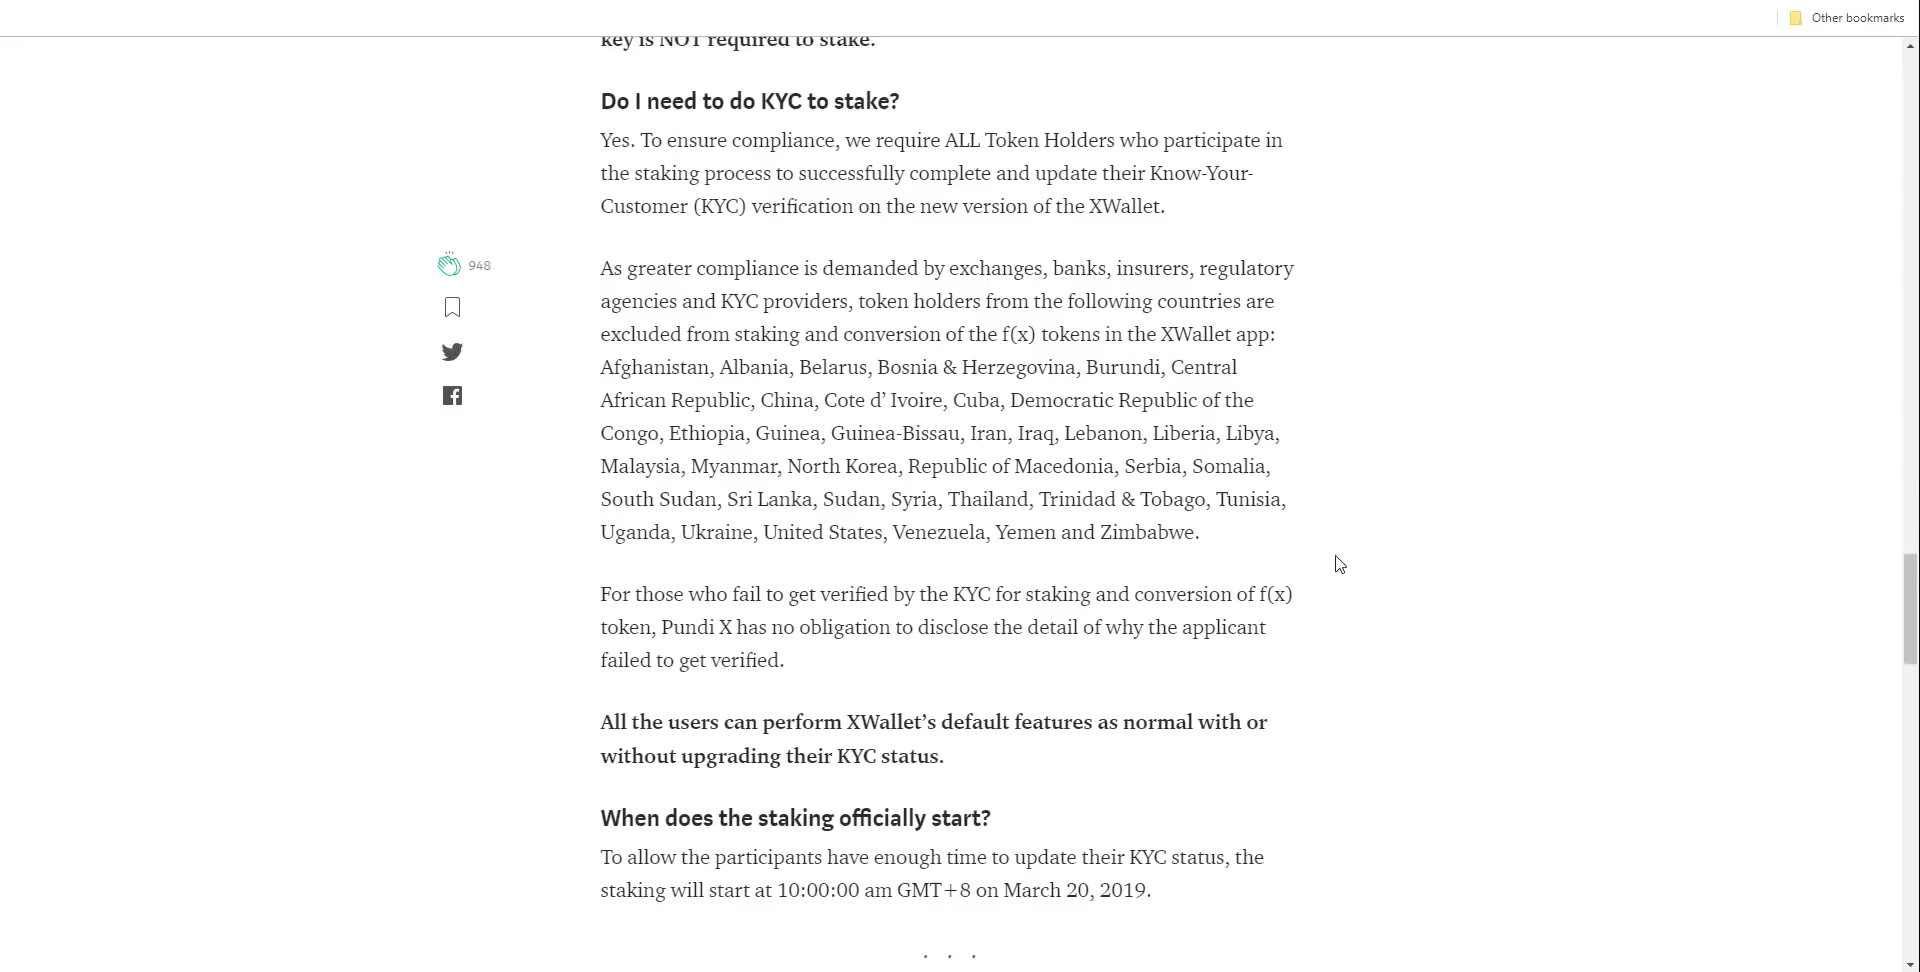 Other bookmarks
key is NOT required to stake.
Do I need to do KYC to stake?
Yes. To ensure compliance, we require ALL Token Holders who participate in
the staking process to successfully complete and update their Know-Your-
Customer (KYC) verification on the new version of the XWallet.
948
As greater compliance is demanded by exchanges, banks, insurers, regulatory
agencies and KYC providers, token holders from the following countries are
excluded from staking and conversion of the f(x) tokens in the XWallet app:
Afghanistan, Albania, Belarus, Bosnia & Herzegovina, Burundi, Central
African Republic, China, Cote d’ Ivoire, Cuba, Democratic Republic of the
Congo, Ethiopia, Guinea, Guinea-Bissau, Iran, Iraq, Lebanon, Liberia, Libya,
Malaysia, Myanmar, North Korea, Republic of Macedonia, Serbia, Somalia,
South Sudan, Sri Lanka, Sudan, Syria, Thailand, Trinidad & Tobago, Tunisia,
Uganda, Ukraine, United States, Venezuela, Yemen and Zimbabwe.
For those who fail to get verified by the KYC for staking and conversion of f(x)
token, Pundi X has no obligation to disclose the detail of why the applicant
failed to get verified.
All the users can perform XWallet’s default features as normal with or
without upgrading their KYC status.
When does the staking officially start?
To allow the participants have enough time to update their KYC status, the
staking will start at 10:00:00 am GMT+8 on March 20, 2019.
. . .